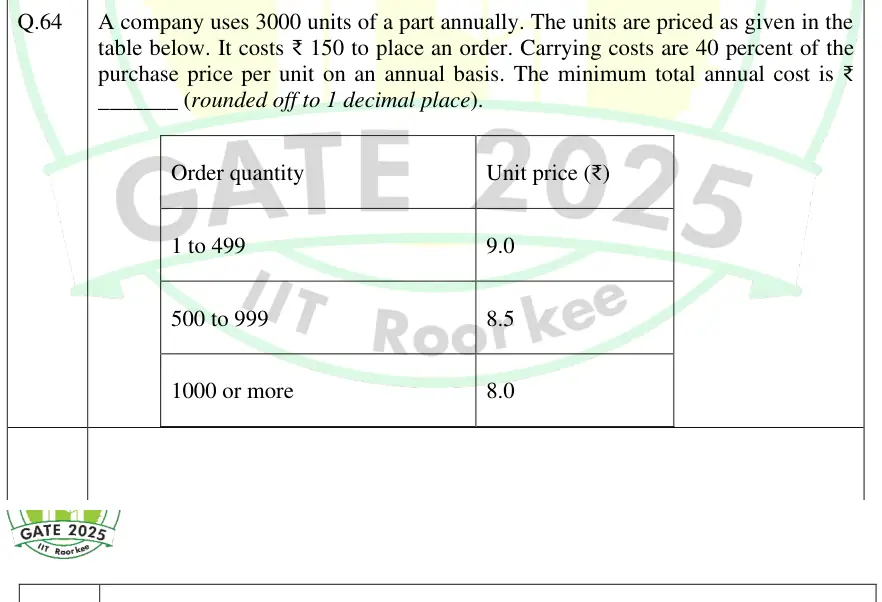 Q.64 A company uses 3000 units of a part annually. The units are priced as given in the
table below. It costs ₹ 150 to place an order. Carrying costs are 40 percent of the
purchase price per unit on an annual basis. The minimum total annual cost is ₹
_______ (rounded off to 1 decimal place).
GATE 2025
IIT Roorkee
Order quantity Unit price (₹)
1 to 499 9.0
500 to 999 8.5
1000 or more 8.0
GATE 2025
IIT Roorkee